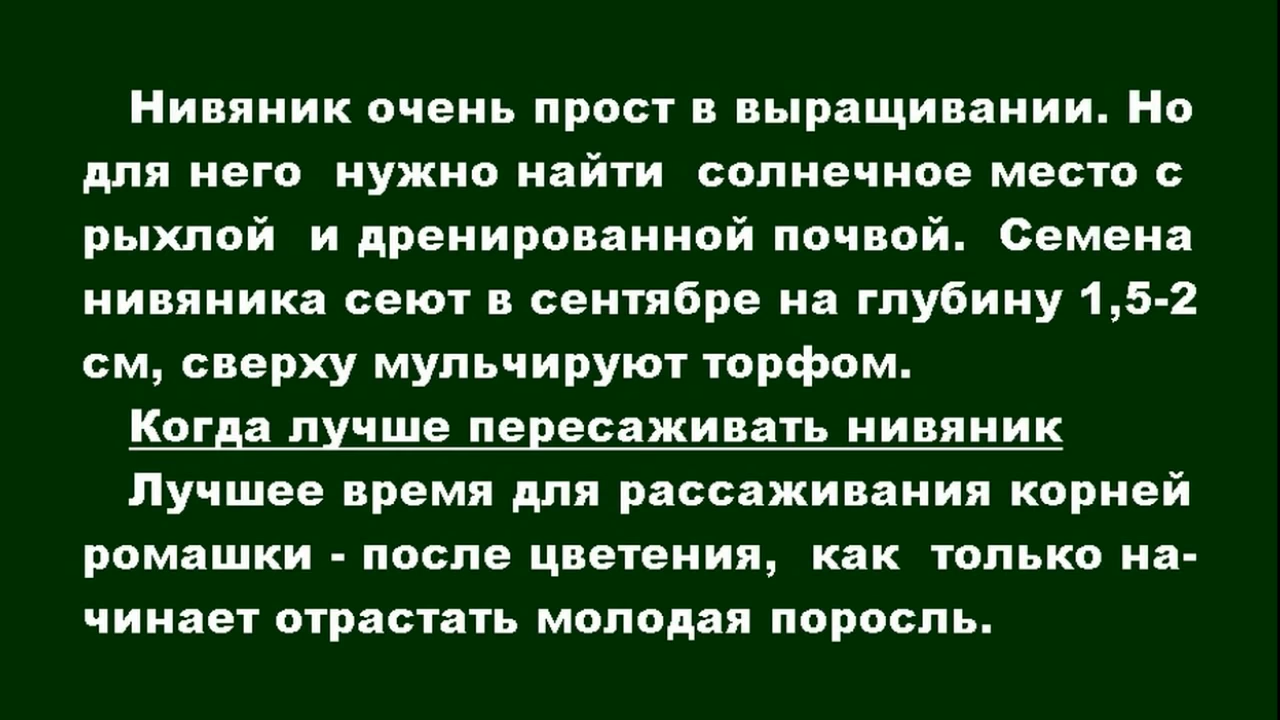 Нивяник очень прост в выращивании. Но
для него нужно найти солнечное место с
рыхлой и дренированной почвой. Семена
нивяника сеют в сентябре на глубину 1,5-2
см, сверху мульчируют торфом.
Когда лучше пересаживать нивяник
Лучшее время для рассаживания корней
ромашки - после цветения, как только на-
чинает отрастать молодая поросль.